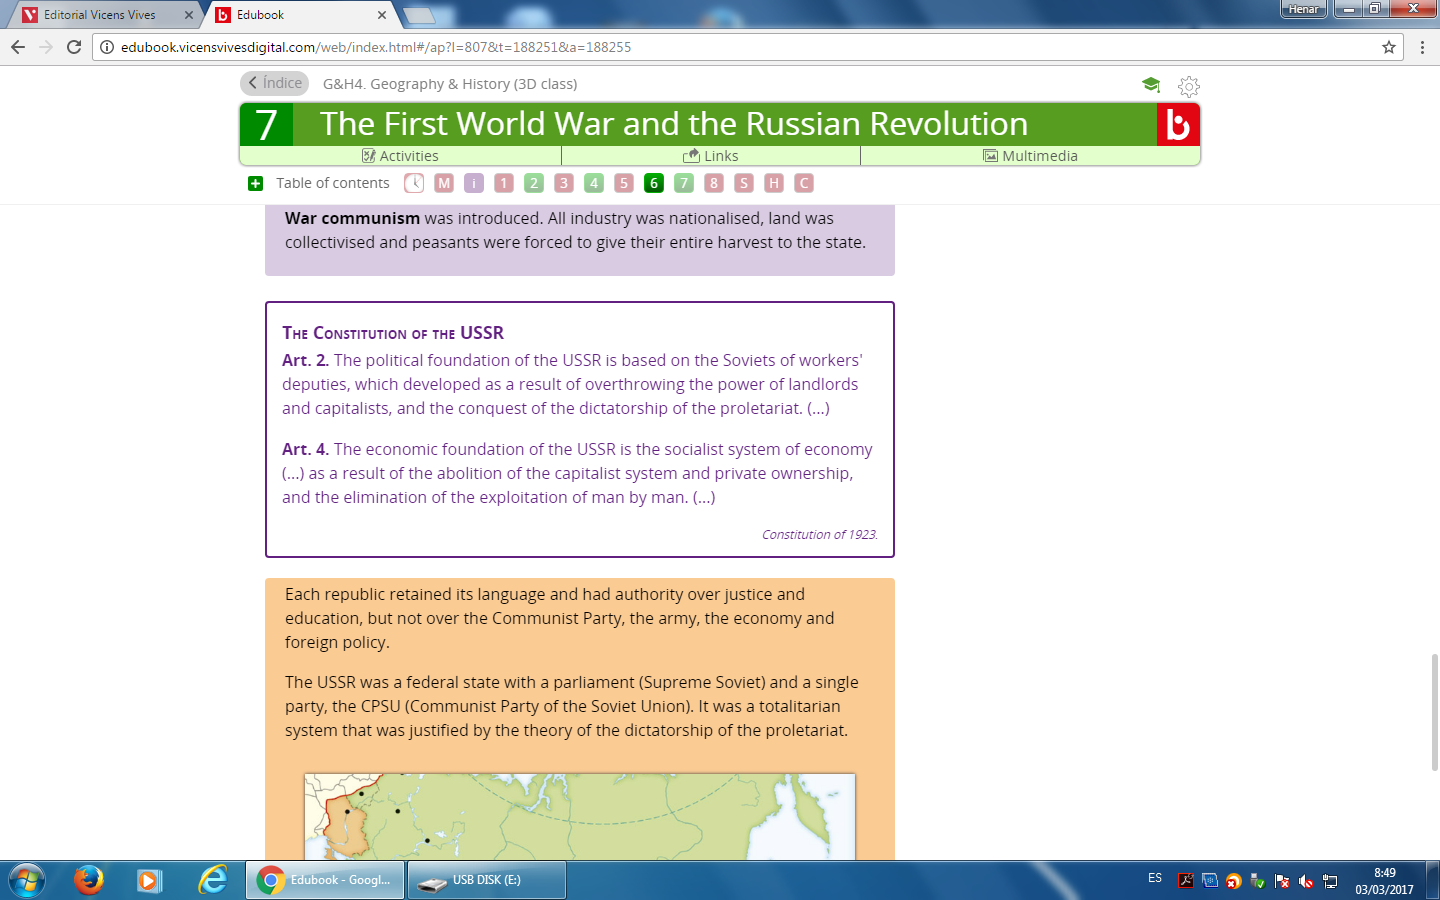 Editorial Vicens Vives
Edubook
Henar
edubook.vicensvivesdigital.com/web/index.html#/ap?l=807&t=188251&a=188255
Índice
G&H4. Geography & History (3D class)
7 The First World War and the Russian Revolution
Activities
Links
Multimedia
Table of contents M i 1 2 3 4 5 6 7 8 S H C
War communism was introduced. All industry was nationalised, land was
collectivised and peasants were forced to give their entire harvest to the state.
The Constitution of the USSR
Art. 2. The political foundation of the USSR is based on the Soviets of workers'
deputies, which developed as a result of overthrowing the power of landlords
and capitalists, and the conquest of the dictatorship of the proletariat. (...)
Art. 4. The economic foundation of the USSR is the socialist system of economy
(...) as a result of the abolition of the capitalist system and private ownership,
and the elimination of the exploitation of man by man. (...)
Constitution of 1923.
Each republic retained its language and had authority over justice and
education, but not over the Communist Party, the army, the economy and
foreign policy.
The USSR was a federal state with a parliament (Supreme Soviet) and a single
party, the CPSU (Communist Party of the Soviet Union). It was a totalitarian
system that was justified by the theory of the dictatorship of the proletariat.
Edubook - Googl...
USB DISK (E:)
ES
8:49
03/03/2017